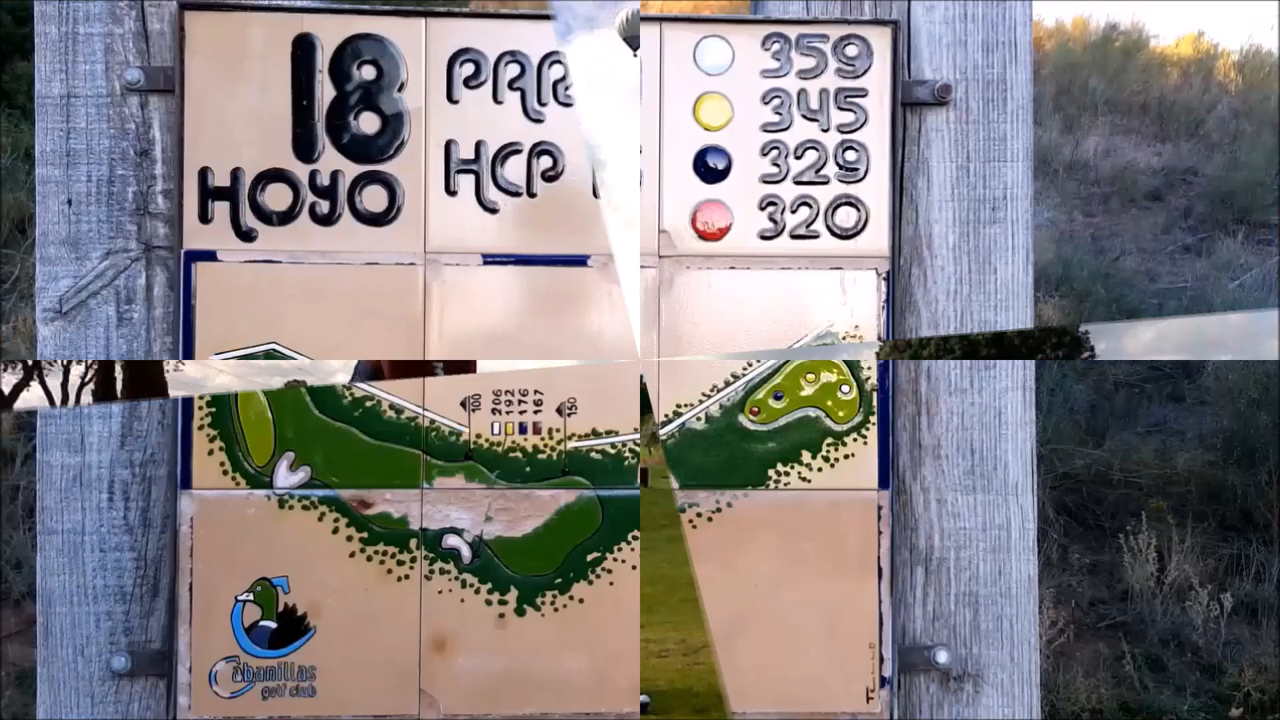 18
HOYO
PAR
HCP
359
345
329
320
100
206
192
176
167
150
Cabanillas
golf club